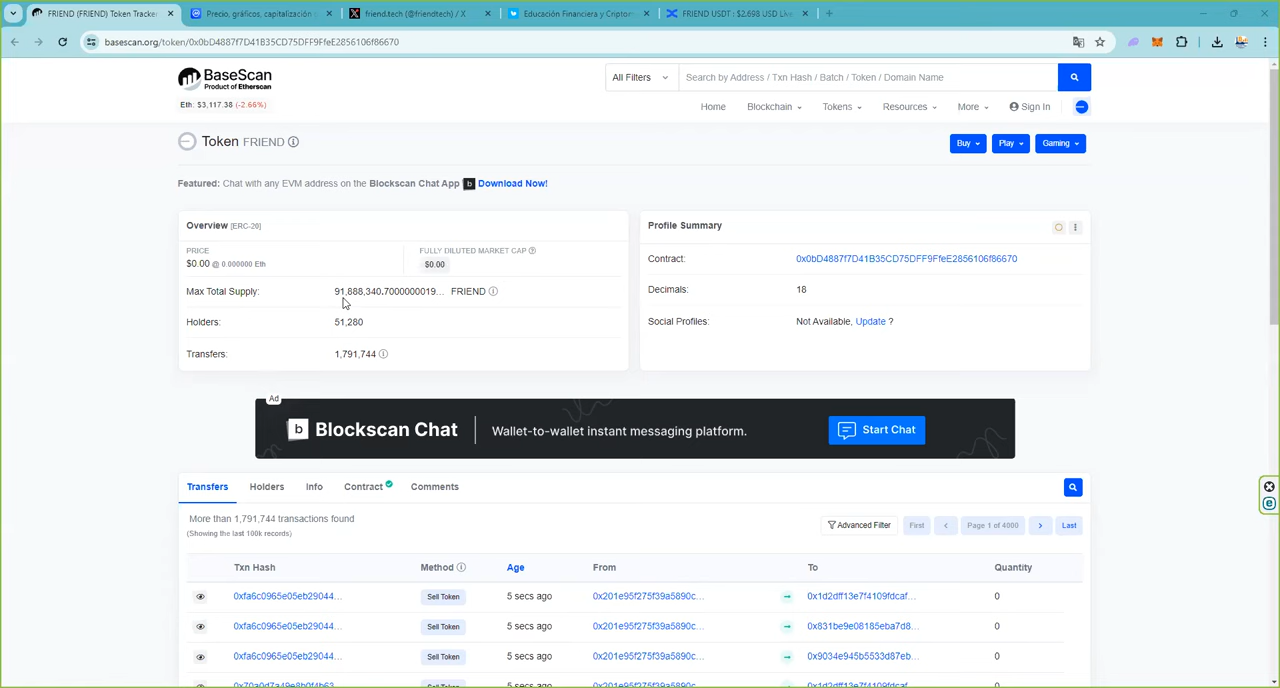 FRIEND (FRIEND) Token Tracker
Precio, gráficos, capitalización
friend.tech (@friendtech) / X
Educación Financiera y Cripto
FRIEND USDT : $2.698 USD Live
basescan.org/token/0x0bD4887f7D41B35CD75DFF9FfeE2856106f86670
BaseScan
Product of Etherscan
All Filters
Search by Address / Txn Hash / Batch / Token / Domain Name
Eth: $3,117.38 (-2.66%)
Home
Blockchain
Tokens
Resources
More
Sign In
Token FRIEND
Buy
Play
Gaming
Featured: Chat with any EVM address on the Blockscan Chat App b Download Now!
Overview [ERC-20]
PRICE
$0.00 @ 0.000000 Eth
FULLY DILUTED MARKET CAP
$0.00
Max Total Supply:
91,888,340.7000000019... FRIEND
Holders:
51,280
Transfers:
1,791,744
Profile Summary
Contract:
0x0bD4887f7D41B35CD75DFF9FfeE2856106f86670
Decimals:
18
Social Profiles:
Not Available, Update ?
Ad
b Blockscan Chat
Wallet-to-wallet instant messaging platform.
Start Chat
Transfers
Holders
Info
Contract
Comments
More than 1,791,744 transactions found
(Showing the last 100k records)
Advanced Filter
First
Page 1 of 4000
Last
Txn Hash Method Age From To Quantity
0xfa6c0965e05eb29044... Sell Token 5 secs ago 0x201e95f275f39a5890c... 0x1d2dff13e7f4109fdcaf... 0
0xfa6c0965e05eb29044... Sell Token 5 secs ago 0x201e95f275f39a5890c... 0x831be9e08185eba7d8... 0
0xfa6c0965e05eb29044... Sell Token 5 secs ago 0x201e95f275f39a5890c... 0x9034e945b5533d87eb... 0